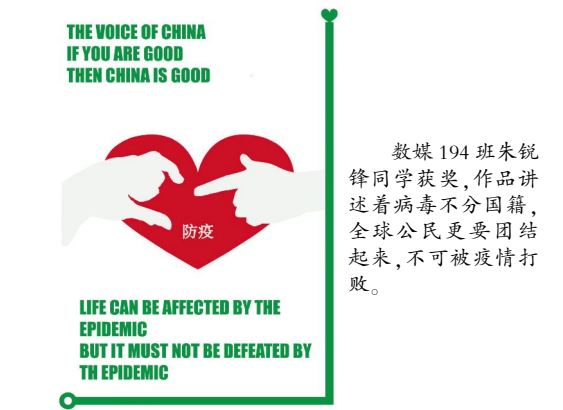 THE VOICE OF CHINA
IF YOU ARE GOOD
THEN CHINA IS GOOD
防疫
LIFE CAN BE AFFECTED BY THE
EPIDEMIC
BUT IT MUST NOT BE DEFEATED BY
TH EPIDEMIC
数媒 194 班朱锐
锋同学获奖,作品讲
述着病毒不分国籍,
全球公民更要团结
起来,不可被疫情打
败。